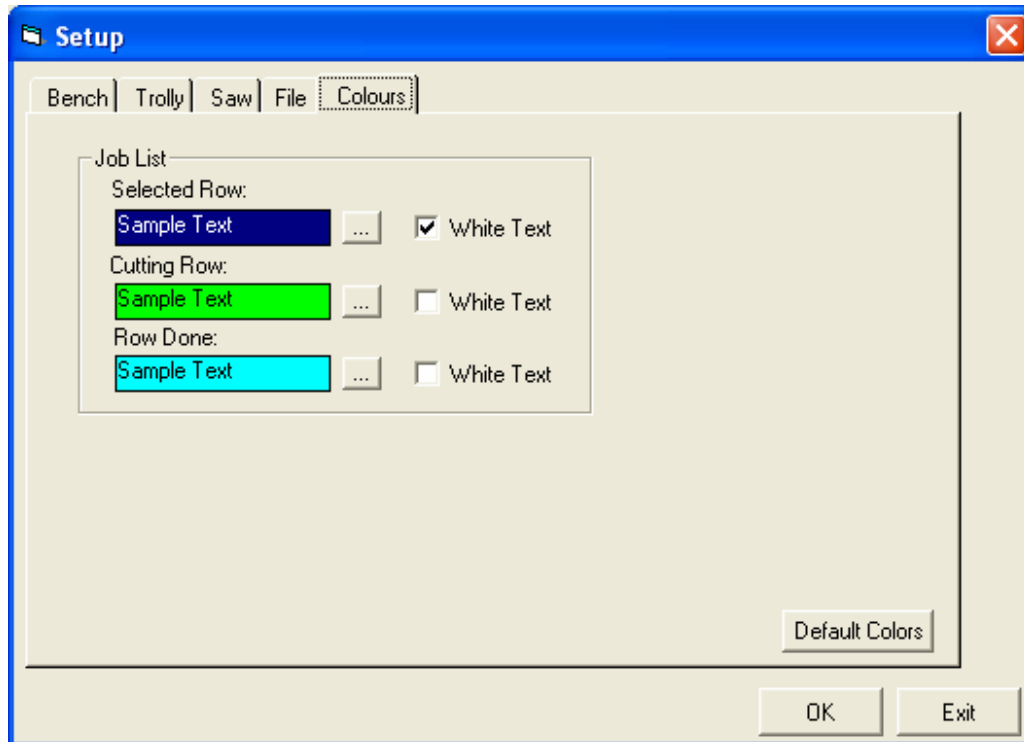 Setup
Bench Trolly Saw File Colours
Job List
Selected Row:
Sample Text ... White Text
Cutting Row:
Sample Text ... White Text
Row Done:
Sample Text ... White Text
Default Colors
OK Exit